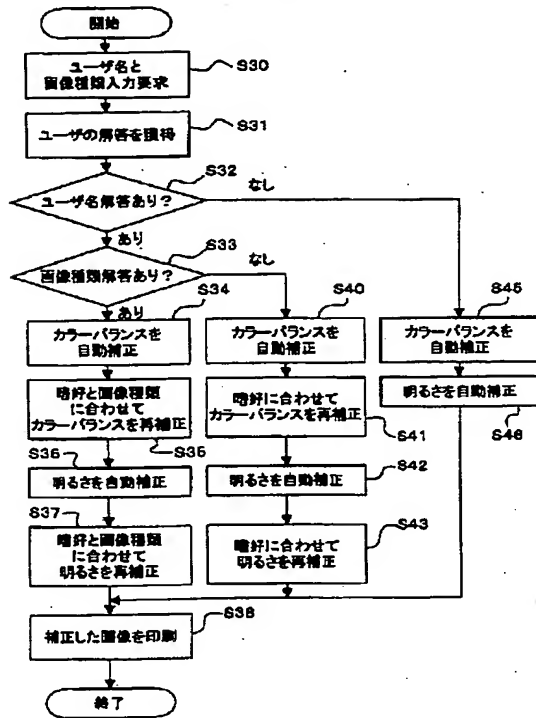 開始
ユーザ名と
画像種類入力要求
S30
ユーザの解答を獲得
S31
S32
ユーザ名解答あり?
なし
あり
S33
画像種類解答あり?
なし
あり
S34
カラーバランスを
自動補正
S40
カラーバランスを
自動補正
S45
カラーバランスを
自動補正
嗜好と画像種類
に合わせて
カラーバランスを再補正
S35
嗜好に合わせて
カラーバランスを再補正
S41
明るさを自動補正
S46
S36
明るさを自動補正
S42
明るさを自動補正
S37
嗜好と画像種類
に合わせて
明るさを再補正
S43
嗜好に合わせて
明るさを再補正
S38
補正した画像を印刷
終了